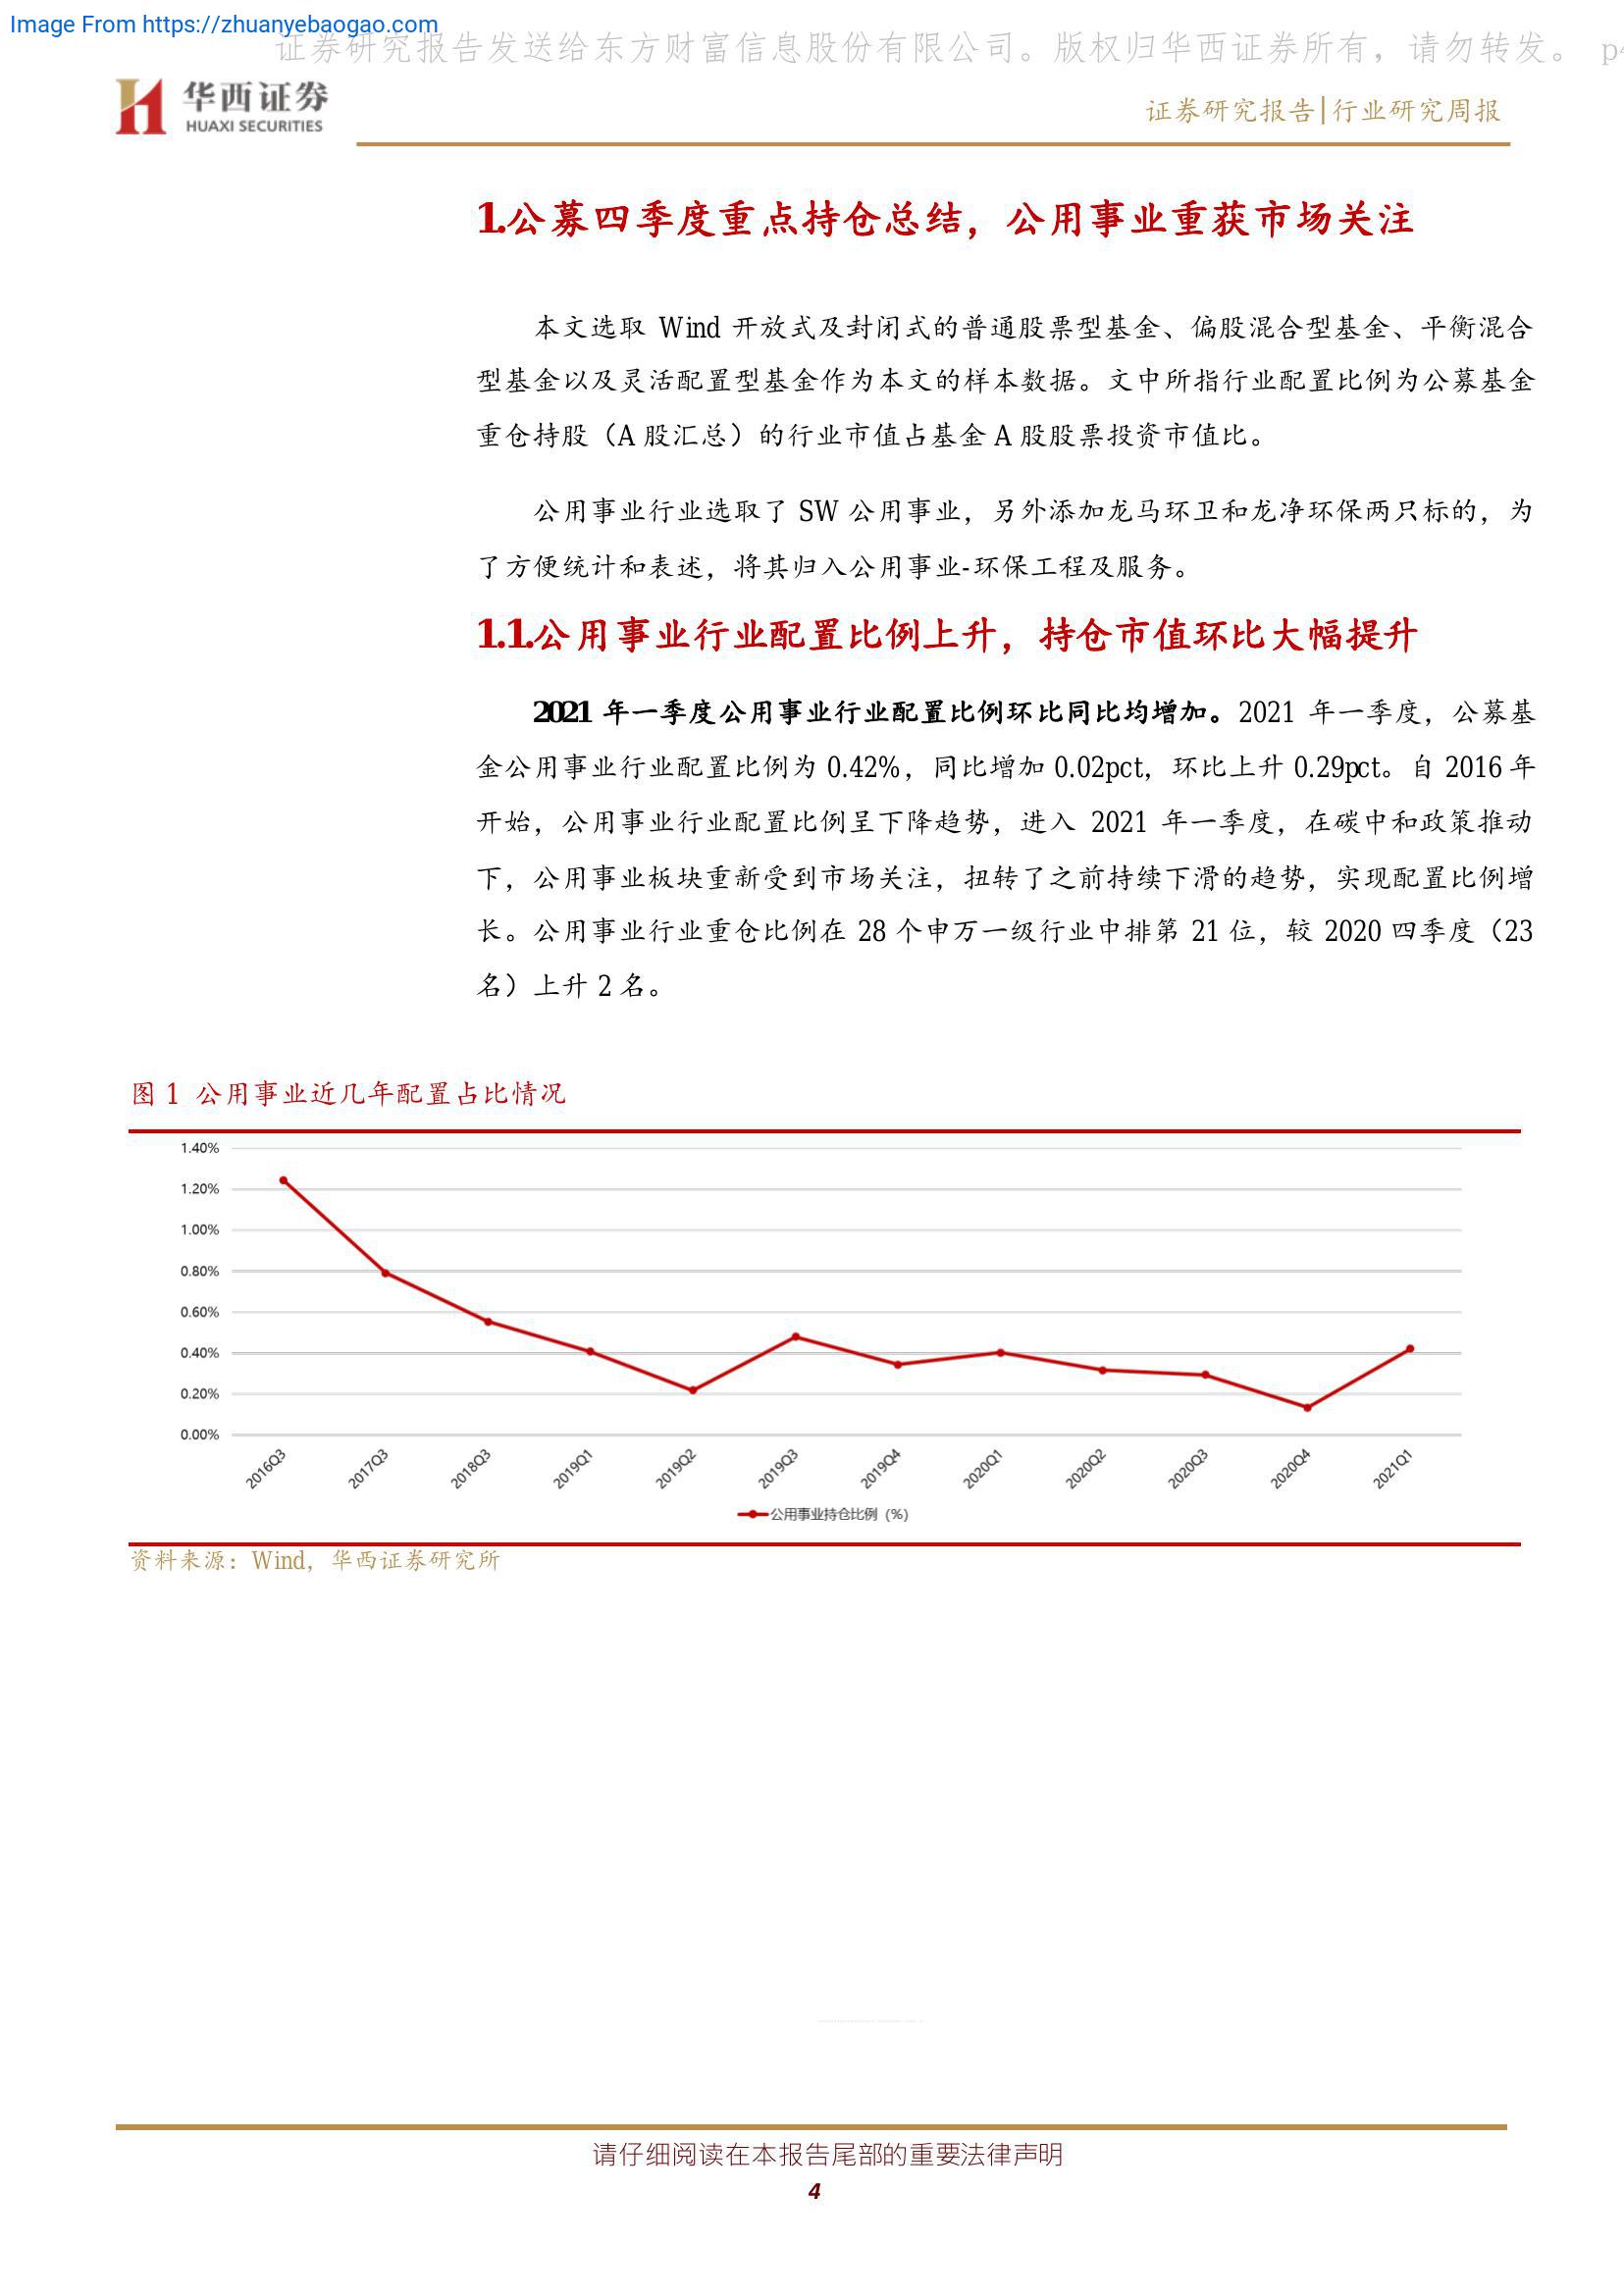 Image From https://zhuanyebaogao.com
证券研究报告发送给东方财富信息股份有限公司。版权归华西证券所有，请勿转发。 p4
华西证券
HUAXI SECURITIES
证券研究报告|行业研究周报
1.公募四季度重点持仓总结，公用事业重获市场关注
本文选取 Wind 开放式及封闭式的普通股票型基金、偏股混合型基金、平衡混合
型基金以及灵活配置型基金作为本文的样本数据。文中所指行业配置比例为公募基金
重仓持股（A 股汇总）的行业市值占基金 A 股股票投资市值比。
公用事业行业选取了 SW 公用事业，另外添加龙马环卫和龙净环保两只标的，为
了方便统计和表述，将其归入公用事业-环保工程及服务。
1.1.公用事业行业配置比例上升，持仓市值环比大幅提升
2021 年一季度公用事业行业配置比例环比同比均增加。2021 年一季度，公募基
金公用事业行业配置比例为 0.42%，同比增加 0.02pct，环比上升 0.29pct。自 2016 年
开始，公用事业行业配置比例呈下降趋势，进入 2021 年一季度，在碳中和政策推动
下，公用事业板块重新受到市场关注，扭转了之前持续下滑的趋势，实现配置比例增
长。公用事业行业重仓比例在 28 个申万一级行业中排第 21 位，较 2020 四季度（23
名）上升 2 名。
图 1 公用事业近几年配置占比情况
1.40%
1.20%
1.00%
0.80%
0.60%
0.40%
0.20%
0.00%
2016Q3
2017Q3
2018Q3
2019Q1
2019Q2
2019Q3
2019Q4
2020Q1
2020Q2
2020Q3
2020Q4
2021Q1
公用事业持仓比例（%）
资料来源：Wind，华西证券研究所
请仔细阅读在本报告尾部的重要法律声明
4